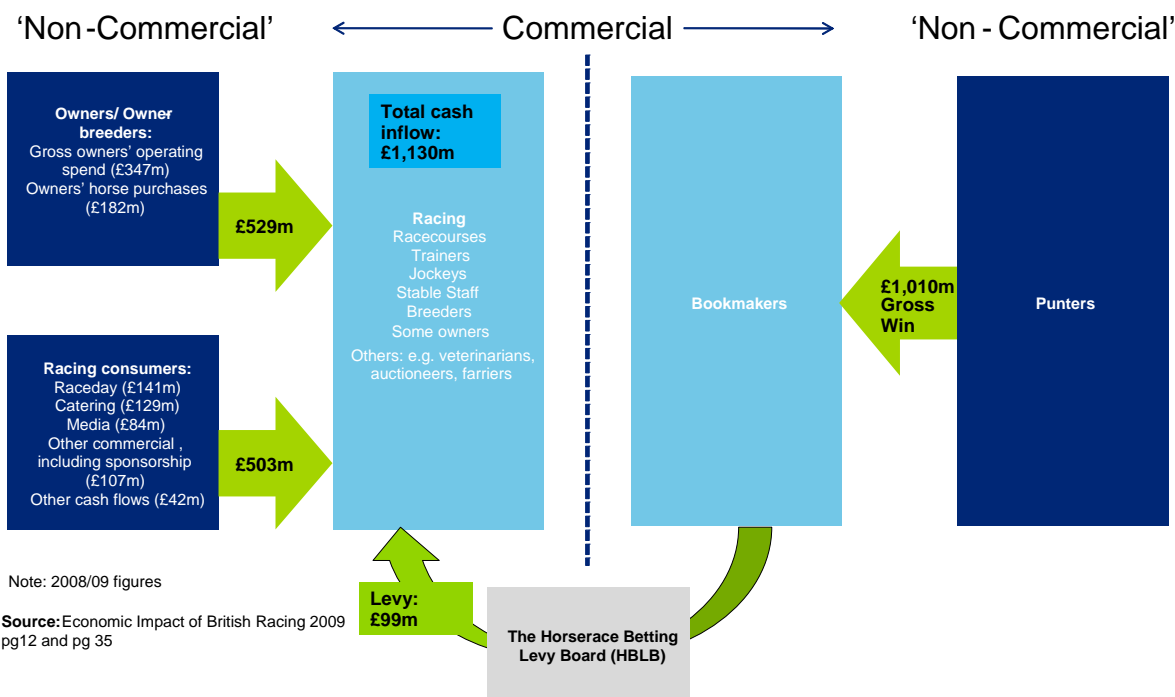 'Non-Commercial'
Commercial
'Non - Commercial'
Owners/ Owner
breeders:
Gross owners' operating
spend (£347m)
Owners' horse purchases
(£182m)
£529m
Racing consumers:
Raceday (£141m)
Catering (£129m)
Media (£84m)
Other commercial ,
including sponsorship
(£107m)
Other cash flows (£42m)
£503m
Total cash
inflow:
£1,130m
Racing
Racecourses
Trainers
Jockeys
Stable Staff
Breeders
Some owners
Others: e.g. veterinarians,
auctioneers, farriers
Bookmakers
£1,010m
Gross
Win
Punters
Levy:
£99m
The Horserace Betting
Levy Board (HBLB)
Note: 2008/09 figures
Source: Economic Impact of British Racing 2009
pg12 and pg 35